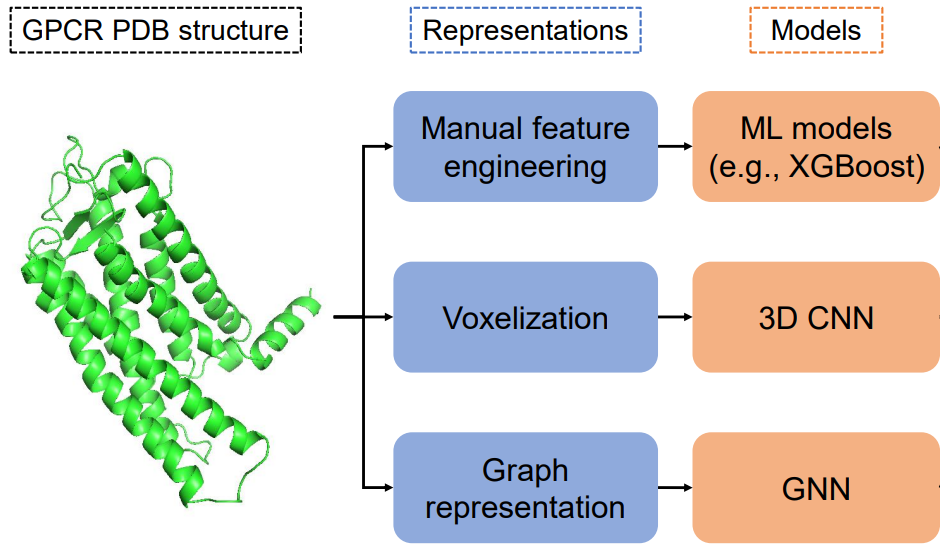 GPCR PDB structure
Representations
Models
Manual feature
engineering
ML models
(e.g., XGBoost)
Voxelization
3D CNN
Graph
representation
GNN